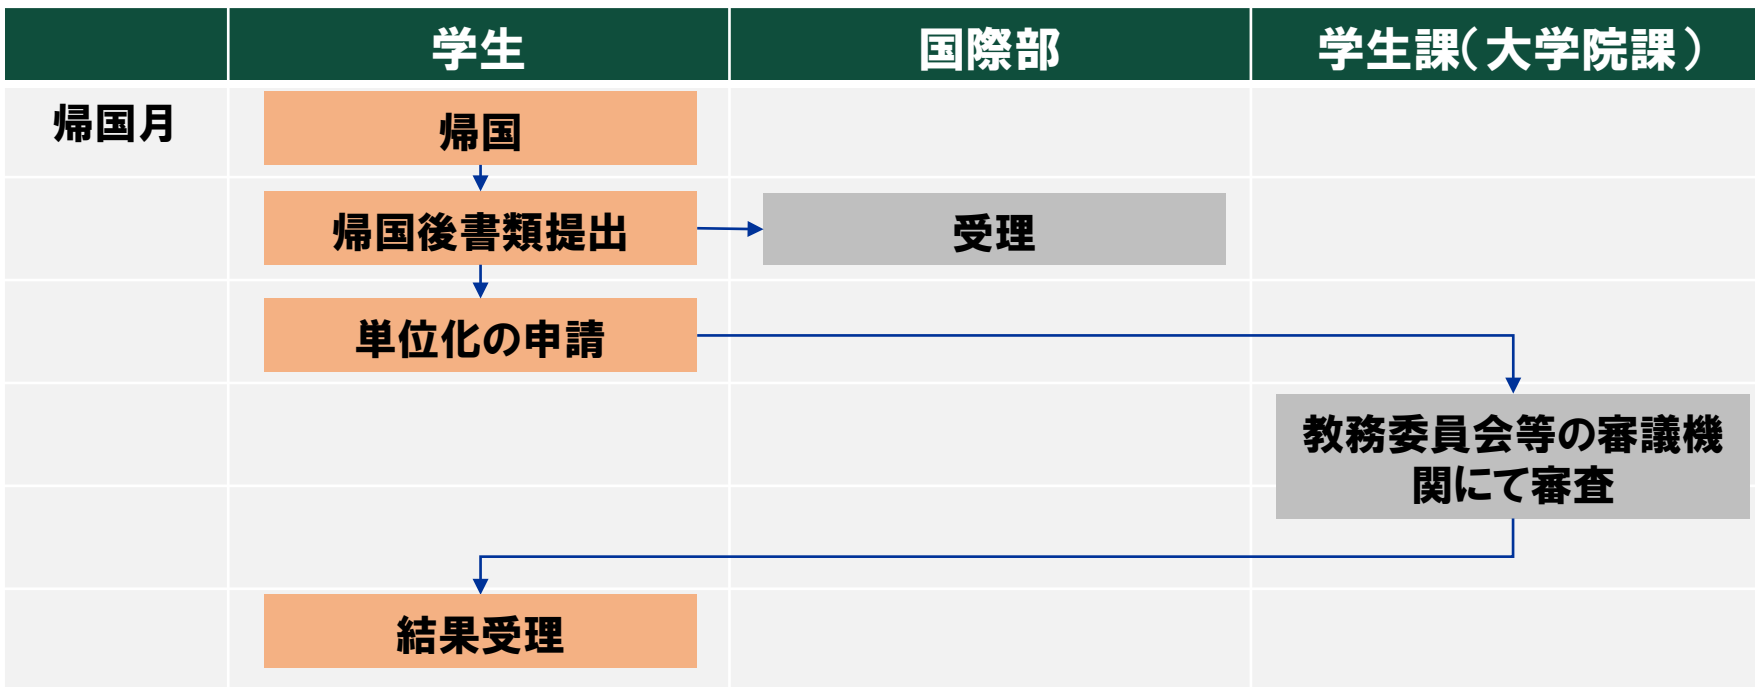 学生
国際部
学生課（大学院課）
帰国月
帰国
帰国後書類提出
受理
単位化の申請
教務委員会等の審議機
関にて審査
結果受理